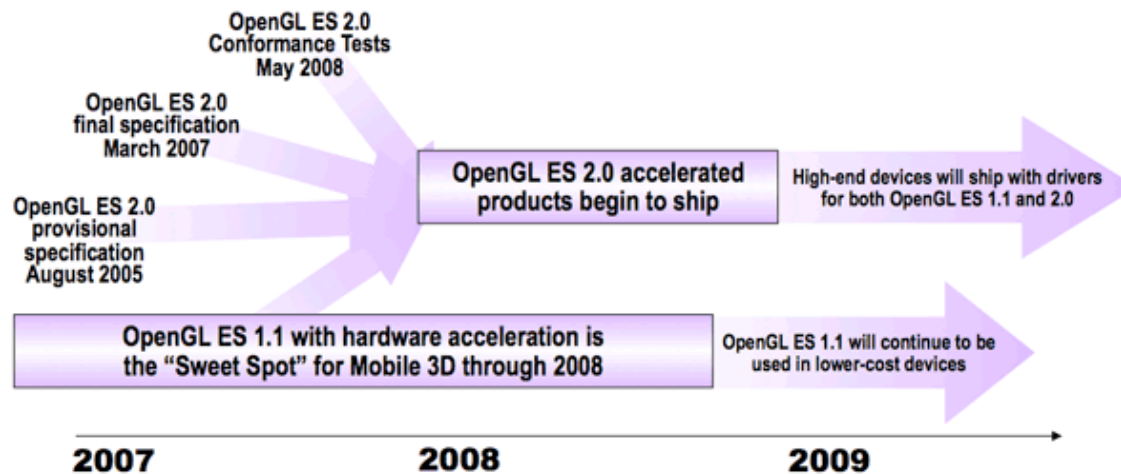 OpenGL ES 2.0
Conformance Tests
May 2008
OpenGL ES 2.0
final specification
March 2007
OpenGL ES 2.0
provisional
specification
August 2005
OpenGL ES 2.0 accelerated
products begin to ship
High-end devices will ship with drivers
for both OpenGL ES 1.1 and 2.0
OpenGL ES 1.1 with hardware acceleration is
the “Sweet Spot” for Mobile 3D through 2008
OpenGL ES 1.1 will continue to be
used in lower-cost devices
2007
2008
2009